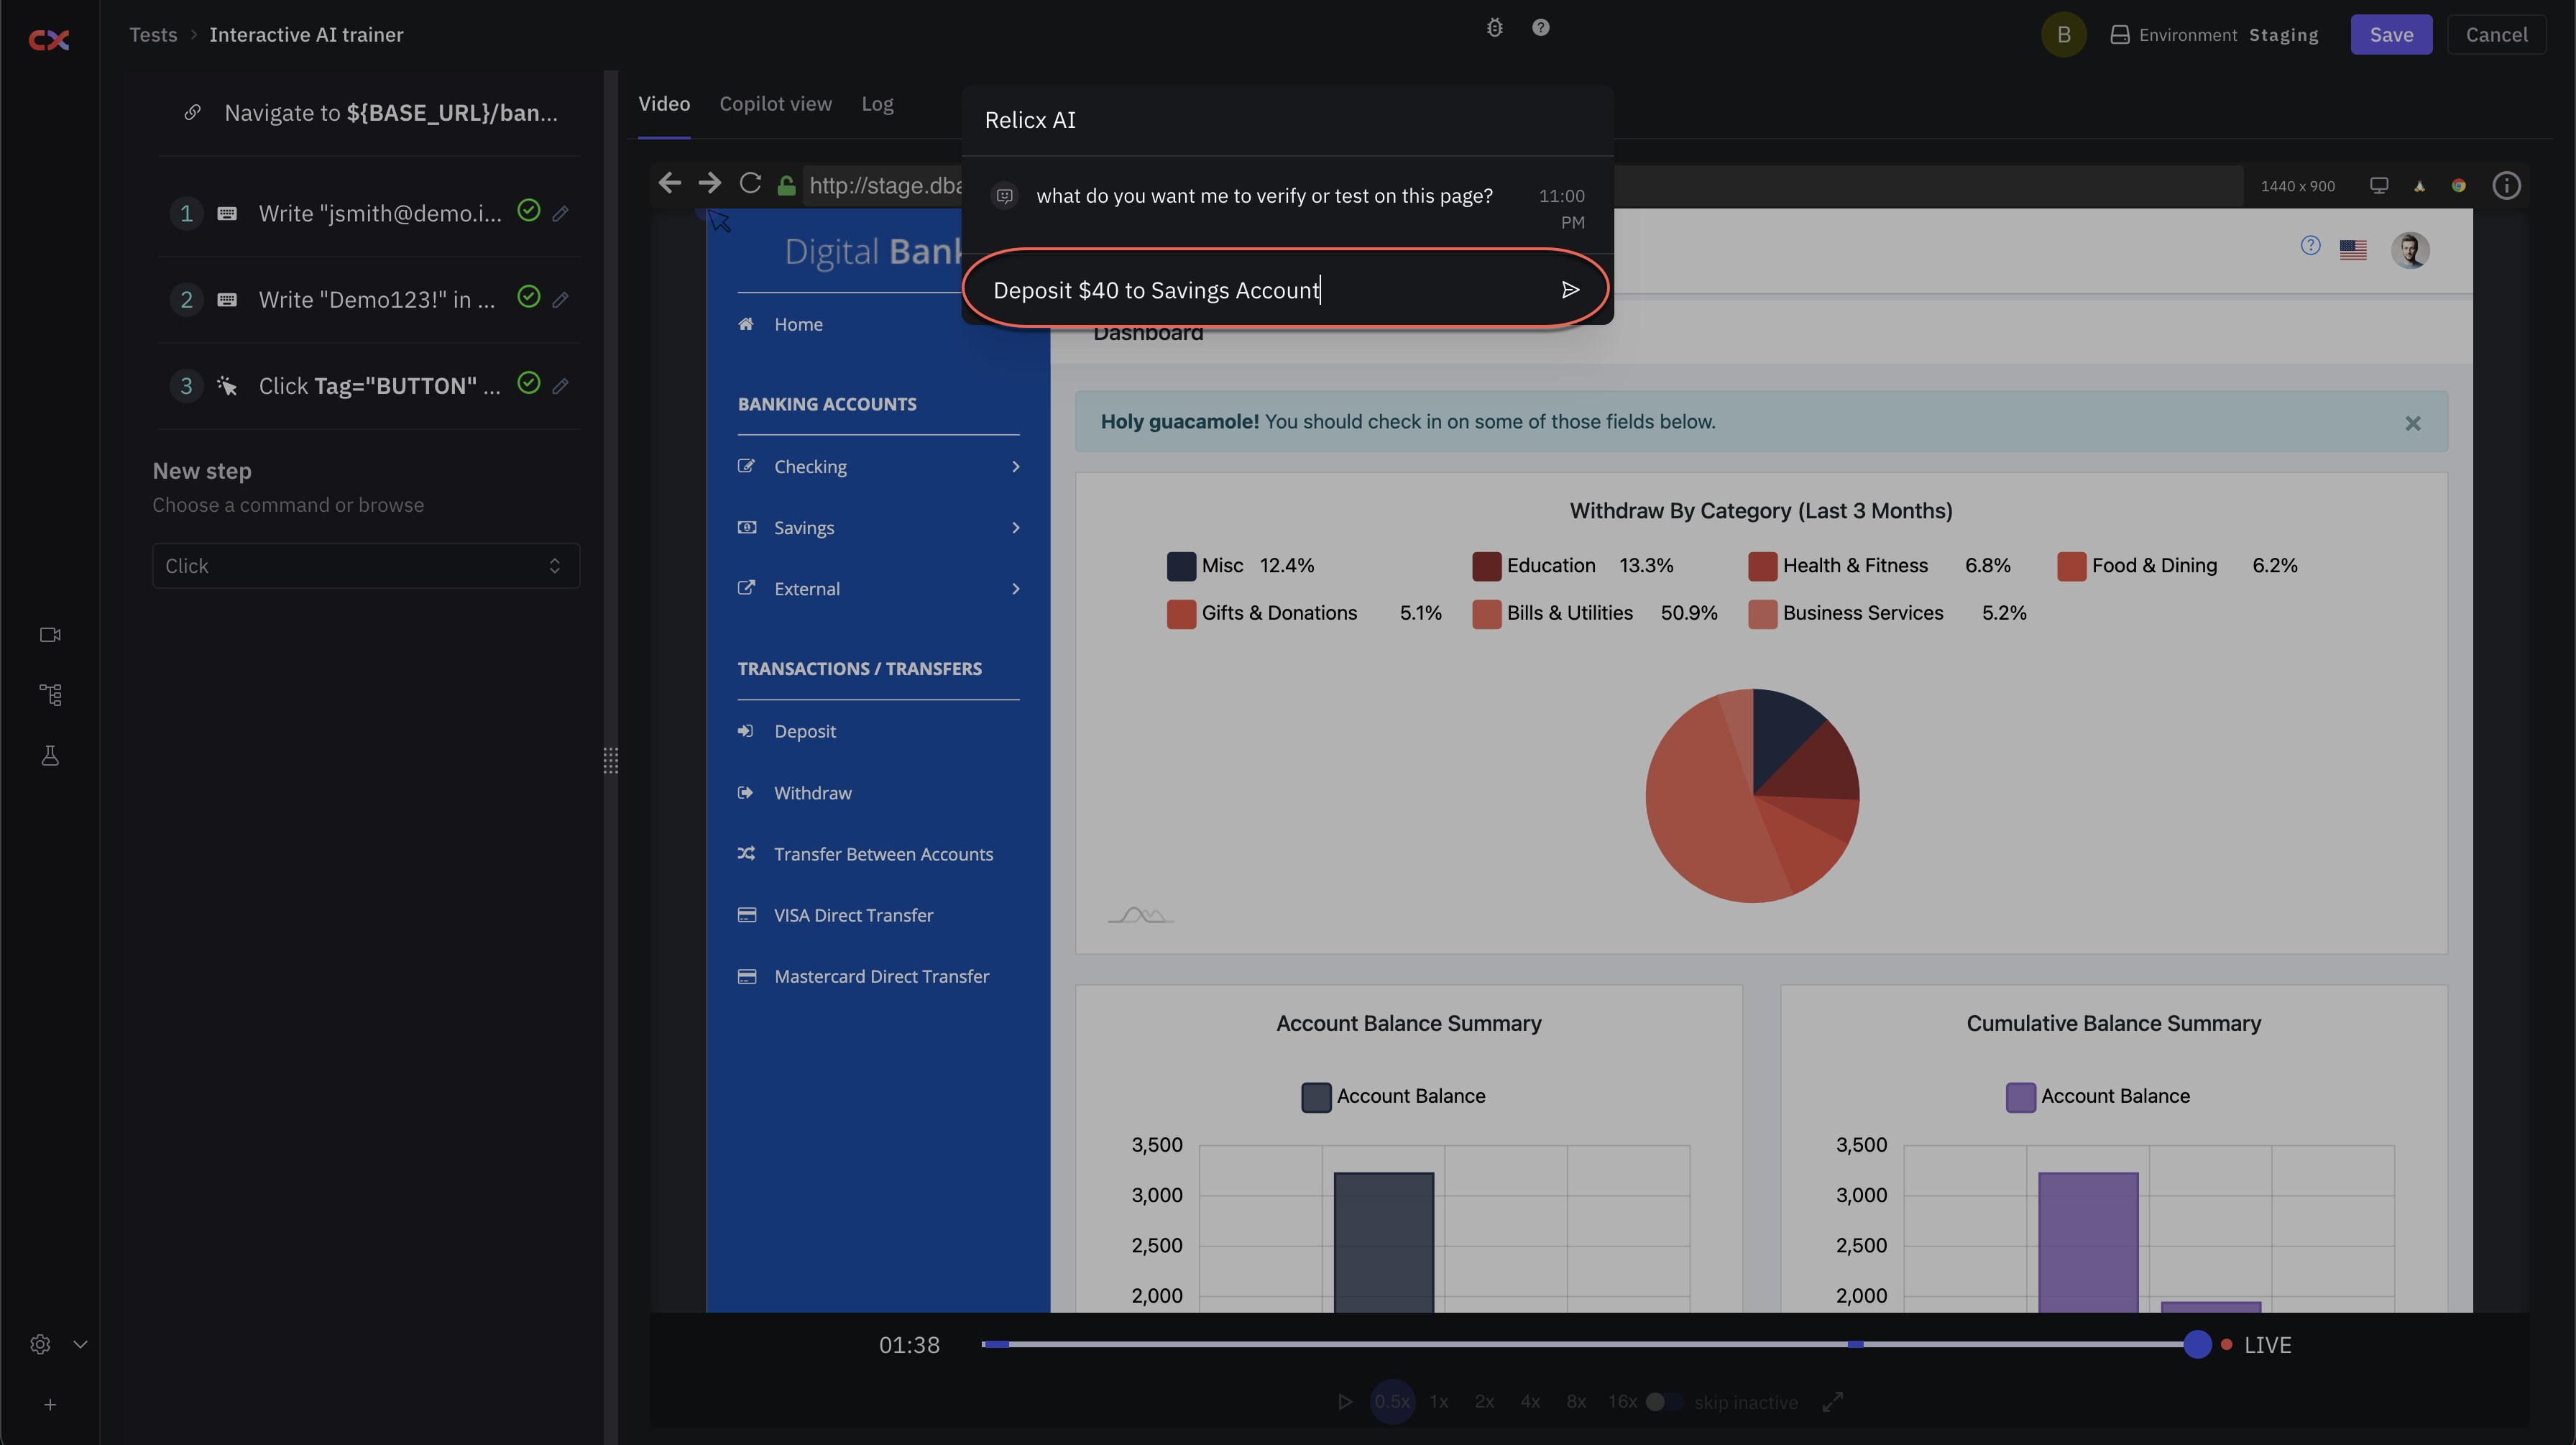 CX
Tests > Interactive AI trainer
B
Environment Staging
Save
Cancel
Navigate to ${BASE_URL}/ban...
1 Write "jsmith@demo.i...
2 Write "Demo123!" in ...
3 Click Tag="BUTTON" ...
New step
Choose a command or browse
Click
Video Copilot view Log
http://stage.dba
1440 x 900
Relicx AI
what do you want me to verify or test on this page?
11:00
PM
Deposit $40 to Savings Account
Digital Bank
Home
BANKING ACCOUNTS
Checking
Savings
External
TRANSACTIONS / TRANSFERS
Deposit
Withdraw
Transfer Between Accounts
VISA Direct Transfer
Mastercard Direct Transfer
Dashboard
Holy guacamole! You should check in on some of those fields below.
Withdraw By Category (Last 3 Months)
Misc 12.4% Education 13.3% Health & Fitness 6.8% Food & Dining 6.2%
Gifts & Donations 5.1% Bills & Utilities 50.9% Business Services 5.2%
Account Balance Summary
Account Balance
3,500
3,000
2,500
2,000
Cumulative Balance Summary
Account Balance
3,500
3,000
2,500
2,000
01:38
LIVE
0.5x 1x 2x 4x 8x 16x skip inactive